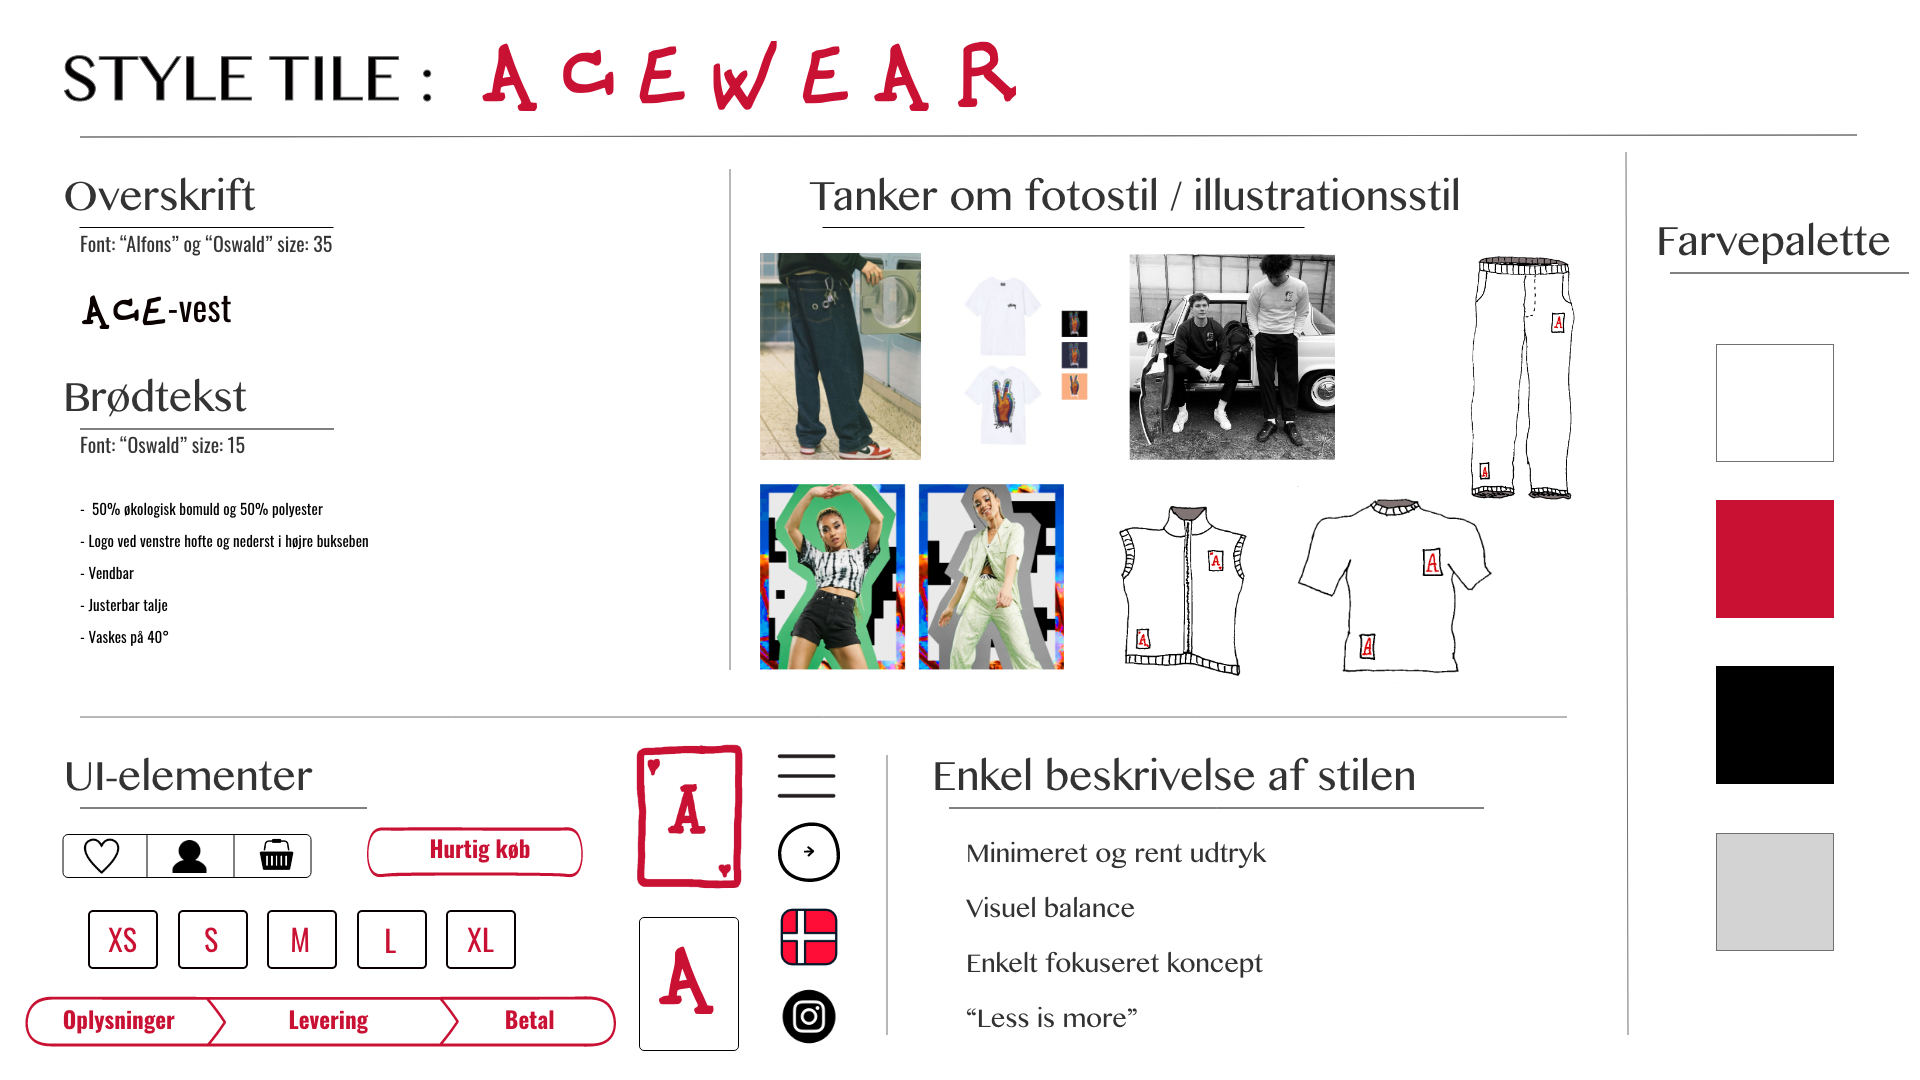 STYLE TILE : ACEWEAR
Overskrift
Font: “Alfons” og “Oswald” size: 35
ACE-vest
Brødtekst
Font: “Oswald” size: 15
- 50% økologisk bomuld og 50% polyester
- Logo ved venstre hofte og nederst i højre bukseben
- Vendbar
- Justerbar talje
- Vaskes på 40°
Tanker om fotostil / illustrationsstil
A
A
A
A
A
A
Farvepalette
UI-elementer
Hurtig køb
XS S M L XL
Oplysninger Levering Betal
A
A
Enkel beskrivelse af stilen
Minimeret og rent udtryk
Visuel balance
Enkelt fokuseret koncept
“Less is more”